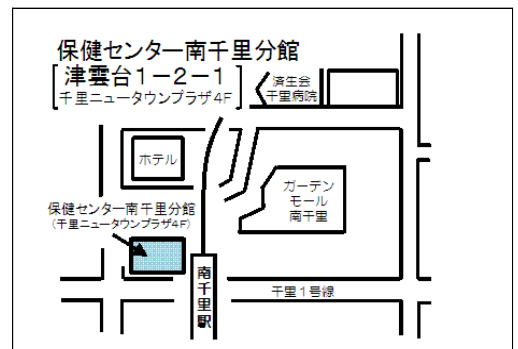 保健センター南千里分館
津雲台1-2-1
千里ニュータウンプラザ4F
済生会
千里病院
ホテル
ガーデン
モール
南千里
保健センター南千里分館
(千里ニュータウンプラザ4F)
南千里駅
千里1号線